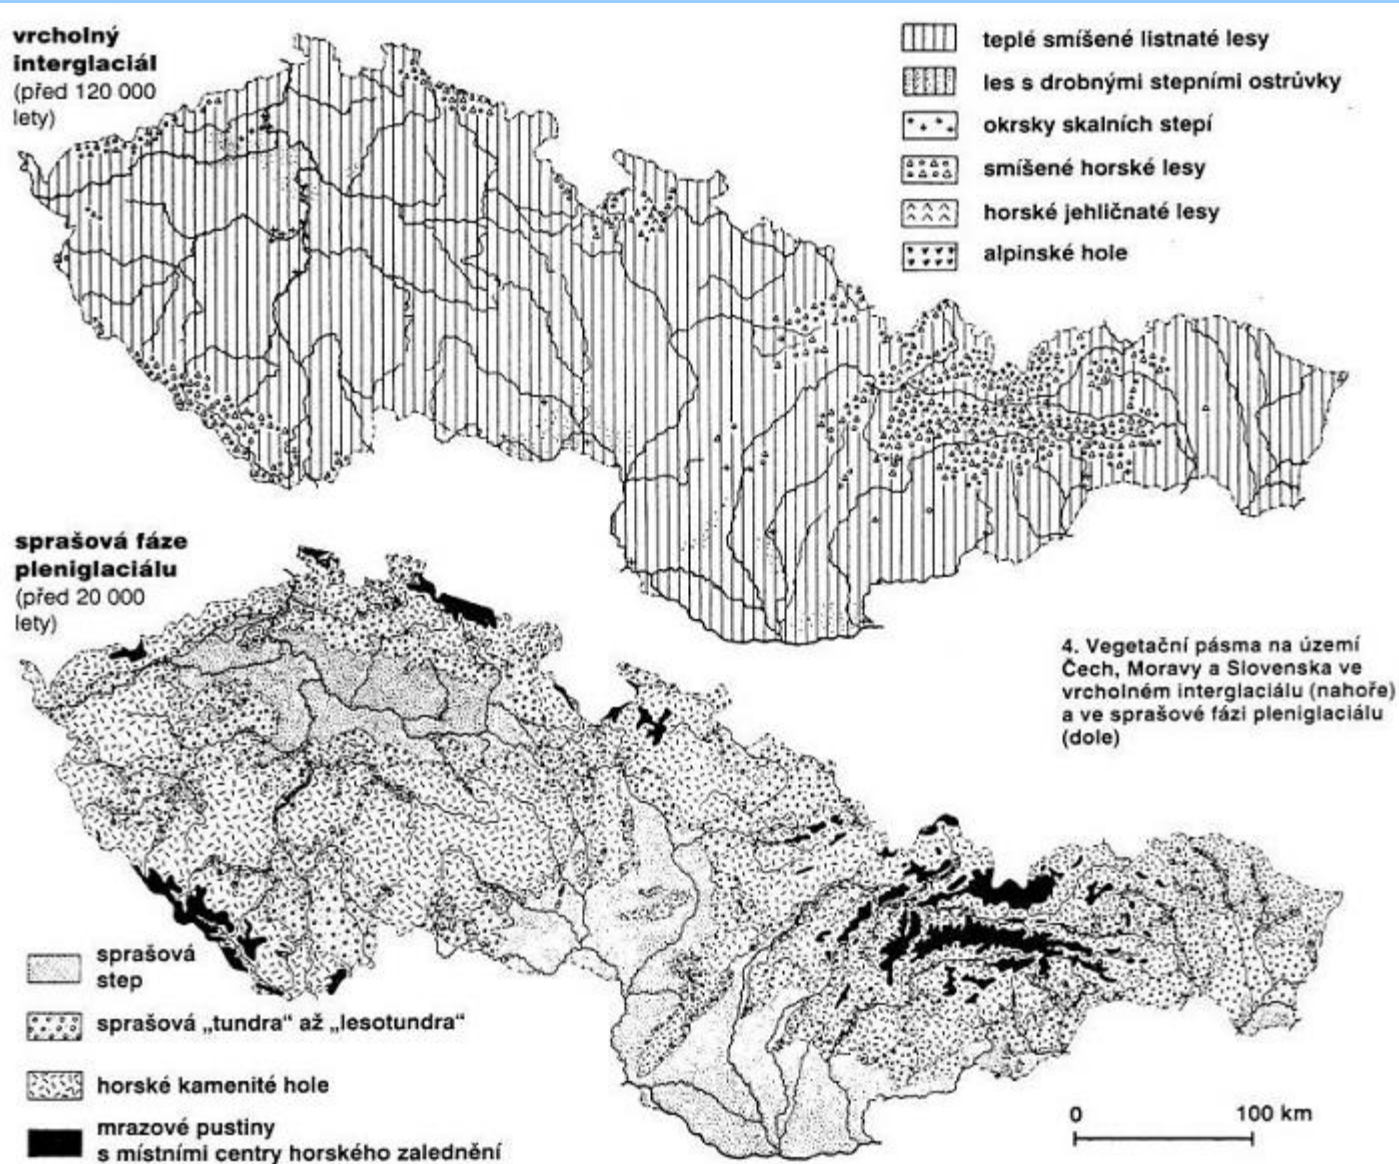 vrcholný
interglaciál
(před 120 000
lety)
teplé smíšené listnaté lesy
les s drobnými stepními ostrůvky
okrsky skalních stepí
smíšené horské lesy
horské jehličnaté lesy
alpinské hole
sprašová fáze
pleniglaciálu
(před 20 000
lety)
4. Vegetační pásma na území
Čech, Moravy a Slovenska ve
vrcholném interglaciálu (nahoře)
a ve sprašové fázi pleniglaciálu
(dole)
sprašová
step
sprašová „tundra“ až „lesotundra“
horské kamenité hole
mrazové pustiny
s místními centry horského zalednění
0 100 km